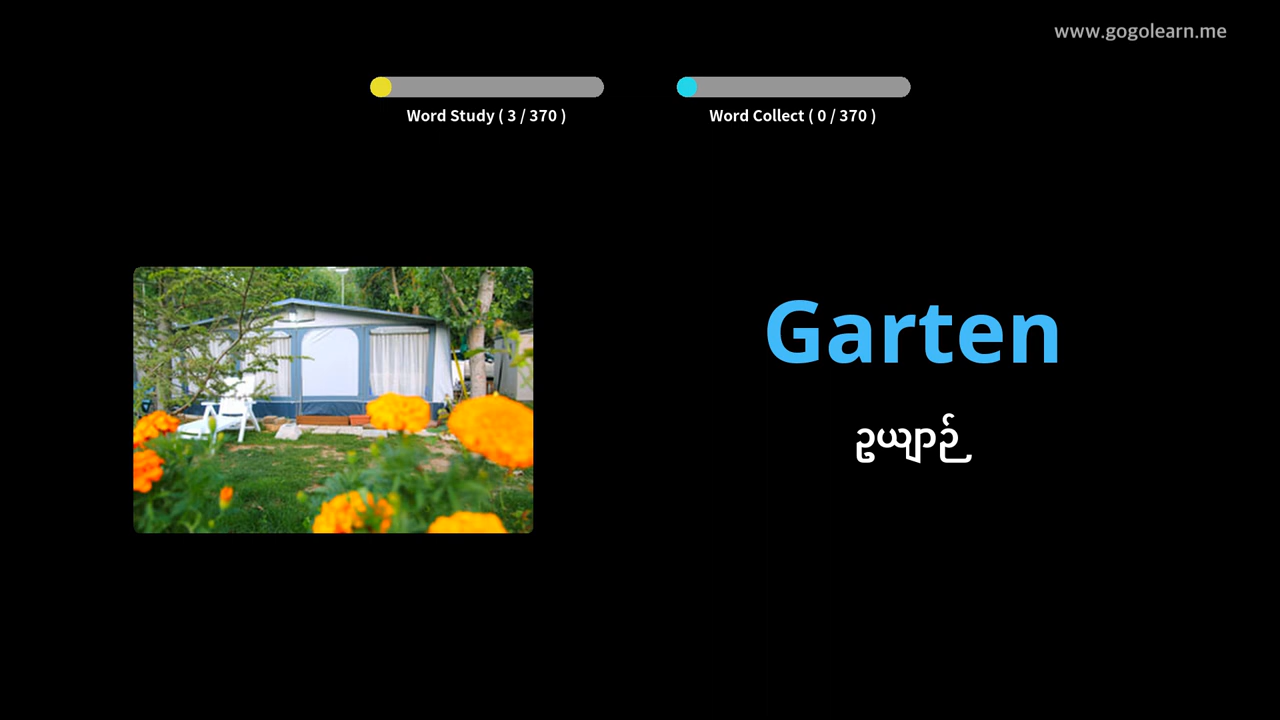 www.gogolearn.me
Word Study ( 3 / 370 )
Word Collect ( 0 / 370 )
Garten
ဥယျာဉ်